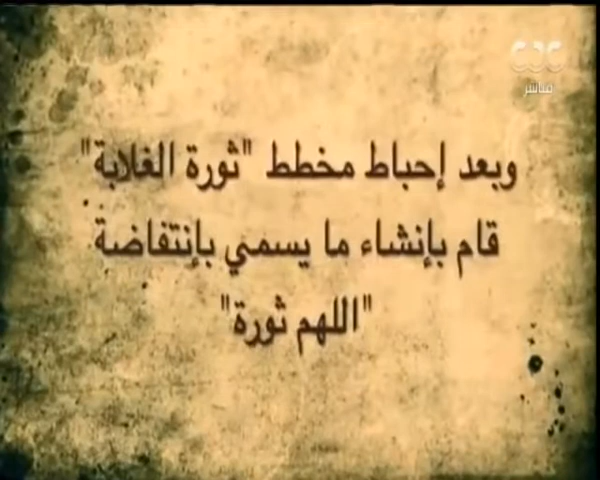 CBC
مباشر
وبعد إحباط مخطط "ثورة الغلابة"
قام بإنشاء ما يسمي بإنتفاضة
"اللهم ثورة"